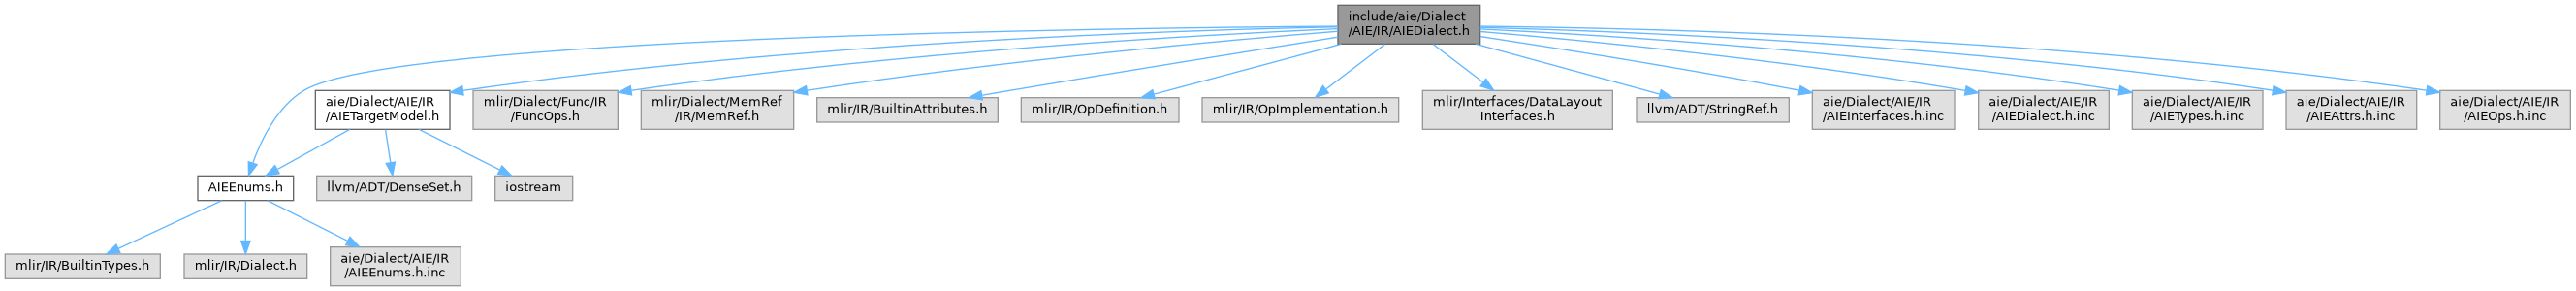 include/aie/Dialect
/AIE/IR/AIEDialect.h
aie/Dialect/AIE/IR
/AIETargetModel.h
mlir/Dialect/Func/IR
/FuncOps.h
mlir/Dialect/MemRef
/IR/MemRef.h
mlir/IR/BuiltinAttributes.h
mlir/IR/OpDefinition.h
mlir/IR/OpImplementation.h
mlir/Interfaces/DataLayout
Interfaces.h
llvm/ADT/StringRef.h
aie/Dialect/AIE/IR
/AIEInterfaces.h.inc
aie/Dialect/AIE/IR
/AIEDialect.h.inc
aie/Dialect/AIE/IR
/AIETypes.h.inc
aie/Dialect/AIE/IR
/AIEAttrs.h.inc
aie/Dialect/AIE/IR
/AIEOps.h.inc
AIEEnums.h
llvm/ADT/DenseSet.h
iostream
mlir/IR/BuiltinTypes.h
mlir/IR/Dialect.h
aie/Dialect/AIE/IR
/AIEEnums.h.inc